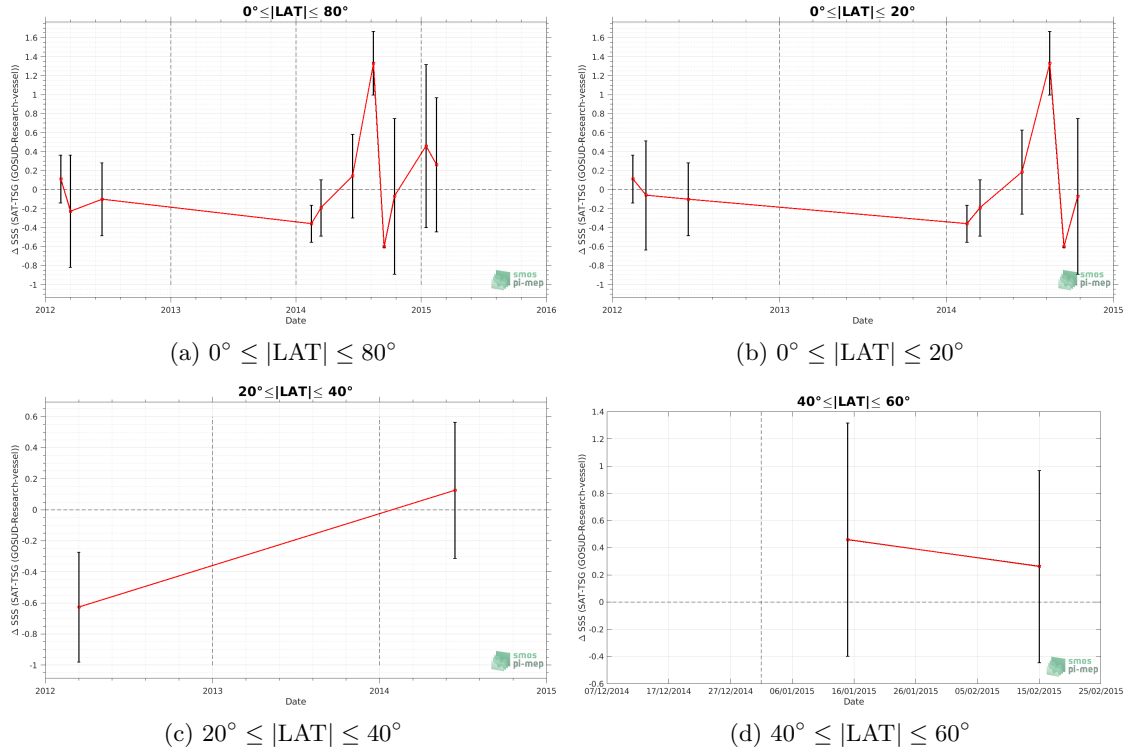 0°≤|LAT|≤ 80°
Δ SSS (SAT-TSG (GOSUD-Research-vessel))
1.6
1.4
1.2
1
0.8
0.6
0.4
0.2
0
-0.2
-0.4
-0.6
-0.8
-1
smos
pi-mep
2012 2013 2014 2015 2016
Date
(a) 0° ≤ |LAT| ≤ 80°
0°≤|LAT|≤ 20°
Δ SSS (SAT-TSG (GOSUD-Research-vessel))
1.6
1.4
1.2
1
0.8
0.6
0.4
0.2
0
-0.2
-0.4
-0.6
-0.8
-1
smos
pi-mep
2012 2013 2014 2015
Date
(b) 0° ≤ |LAT| ≤ 20°
20°≤|LAT|≤ 40°
Δ SSS (SAT-TSG (GOSUD-Research-vessel))
0.6
0.4
0.2
0
-0.2
-0.4
-0.6
-0.8
-1
smos
pi-mep
2012 2013 2014 2015
Date
(c) 20° ≤ |LAT| ≤ 40°
40°≤|LAT|≤ 60°
Δ SSS (SAT-TSG (GOSUD-Research-vessel))
1.4
1.2
1
0.8
0.6
0.4
0.2
0
-0.2
-0.4
-0.6
smos
pi-mep
07/12/2014 17/12/2014 27/12/2014 06/01/2015 16/01/2015 26/01/2015 05/02/2015 15/02/2015 25/02/2015
Date
(d) 40° ≤ |LAT| ≤ 60°